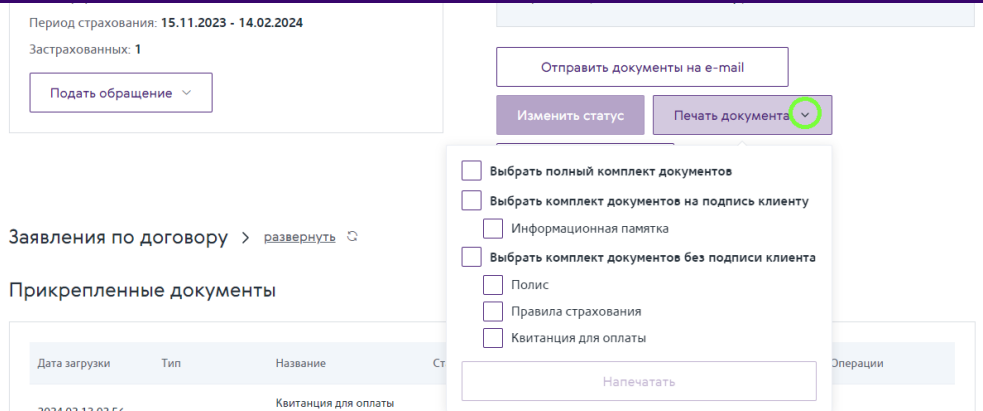 Период страхования: 15.11.2023 - 14.02.2024
Застрахованных: 1
Подать обращение
Отправить документы на e-mail
Изменить статус
Печать документа
Выбрать полный комплект документов
Выбрать комплект документов на подпись клиенту
Информационная памятка
Выбрать комплект документов без подписи клиента
Полис
Правила страхования
Квитанция для оплаты
Напечатать
Заявления по договору > развернуть
Прикрепленные документы
Дата загрузки Тип Название Ст Операции
Квитанция для оплаты